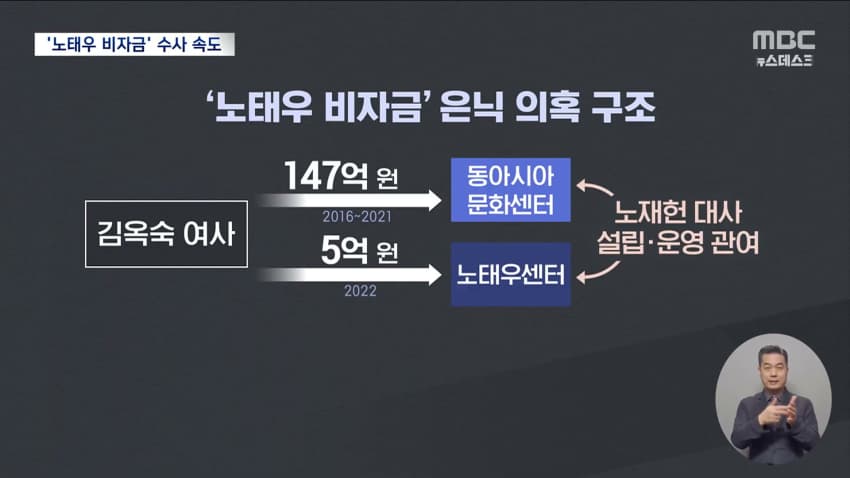 '노태우 비자금' 수사 속도
MBC
뉴스데스크
‘노태우 비자금’ 은닉 의혹 구조
147억 원
2016~2021
동아시아
문화센터
김옥숙 여사
노재헌 대사
설립·운영 관여
5억 원
2022
노태우센터